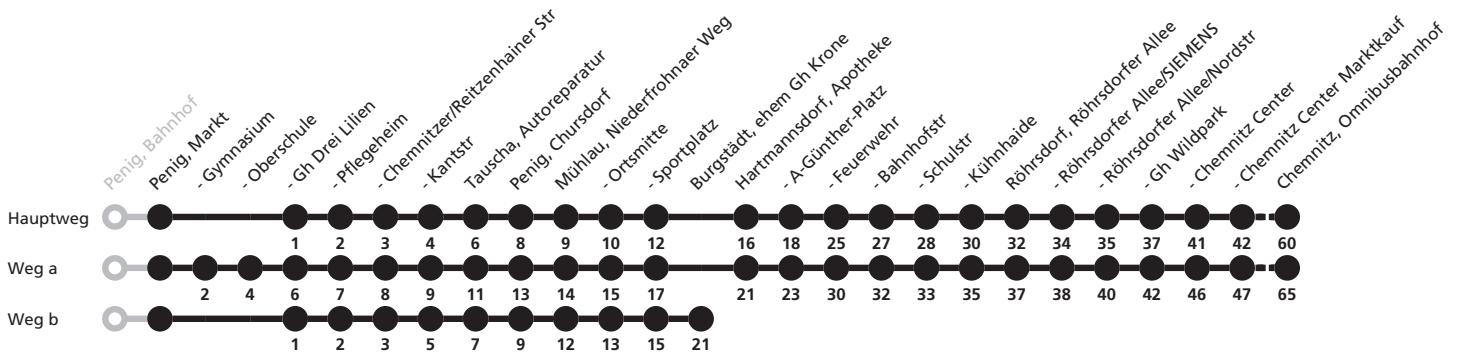 Penig, Bahnhof
Penig, Markt
- Gymnasium
- Oberschule
- Gh Drei Lilien
- Pflegeheim
- Chemnitzer/Reitzenhainer Str
- Kantstr
Tauscha, Autoreparatur
Penig, Chursdorf
Mühlau, Niederfrohnaer Weg
- Ortsmitte
- Sportplatz
Burgstädt, ehem Gh Krone
Hartmannsdorf, Apotheke
- A-Günther-Platz
- Feuerwehr
- Bahnhofstr
- Schulstr
- Kühnhaide
Röhrsdorf, Röhrsdorfer Allee
- Röhrsdorfer Allee/SIEMENS
- Röhrsdorfer Allee/Nordstr
- Gh Wildpark
- Chemnitz Center
- Chemnitz Center Marktkauf
Chemnitz, Omnibusbahnhof
Hauptweg
1 2 3 4 6 8 9 10 12 16 18 25 27 28 30 32 34 35 37 41 42 60
Weg a
2 4 6 7 8 9 11 13 14 15 17 21 23 30 32 33 35 37 38 40 42 46 47 65
Weg b
1 2 3 5 7 9 12 13 15 21